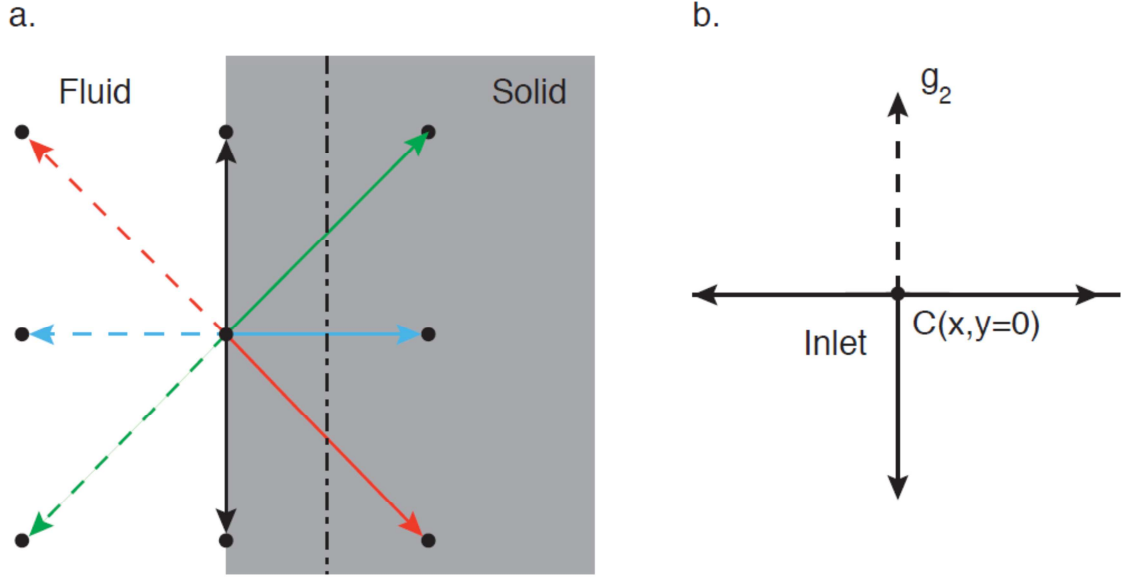 a.
Fluid
Solid
b.
g2
C(x,y=0)
Inlet